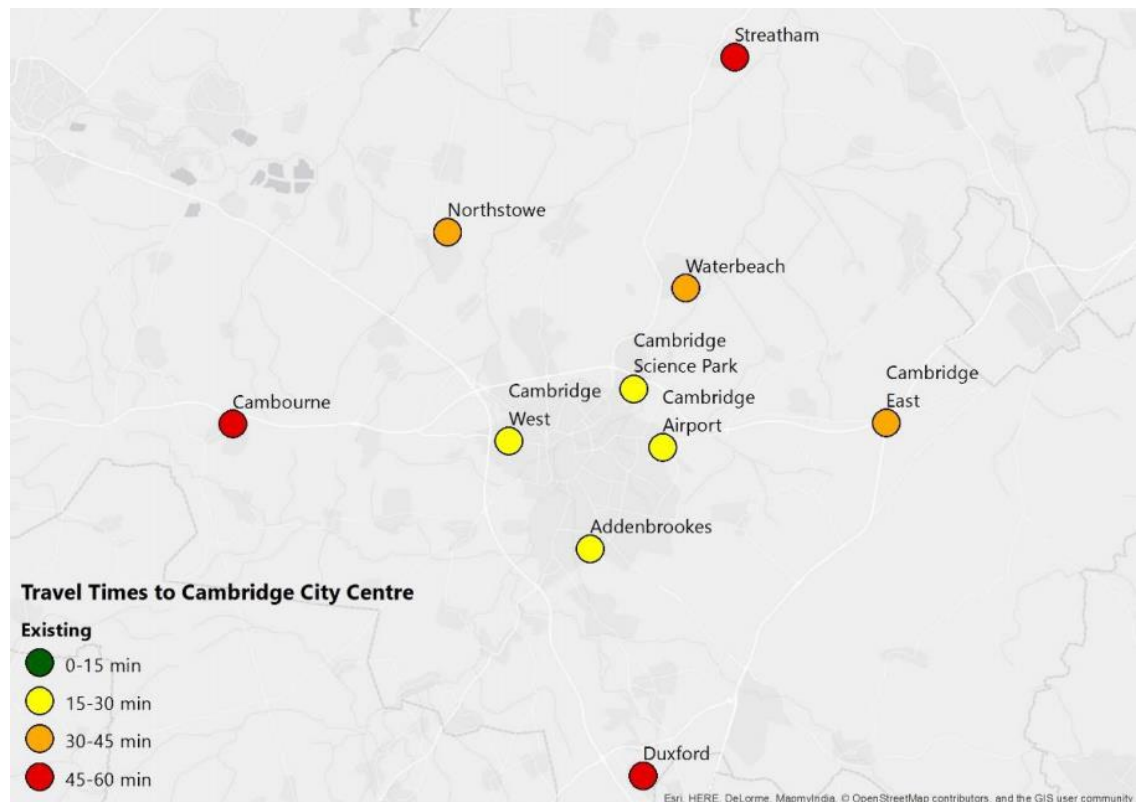 Streatham
Northstowe
Waterbeach
Cambridge
Science Park
Cambridge
East
Cambridge
West
Cambridge
Airport
Cambourne
Addenbrookes
Travel Times to Cambridge City Centre
Existing
0-15 min
15-30 min
30-45 min
45-60 min
Duxford
Esri, HERE, DeLorme, MapmyIndia, © OpenStreetMap contributors, and the GIS user community